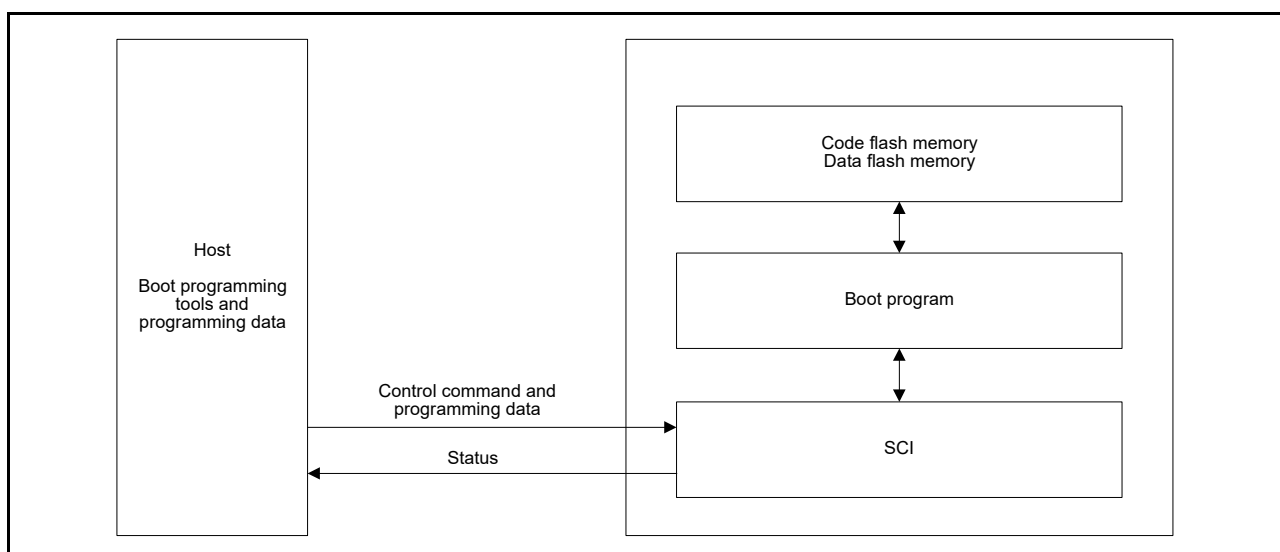 Host
Boot programming
tools and
programming data
Control command and
programming data
Status
Code flash memory
Data flash memory
Boot program
SCI